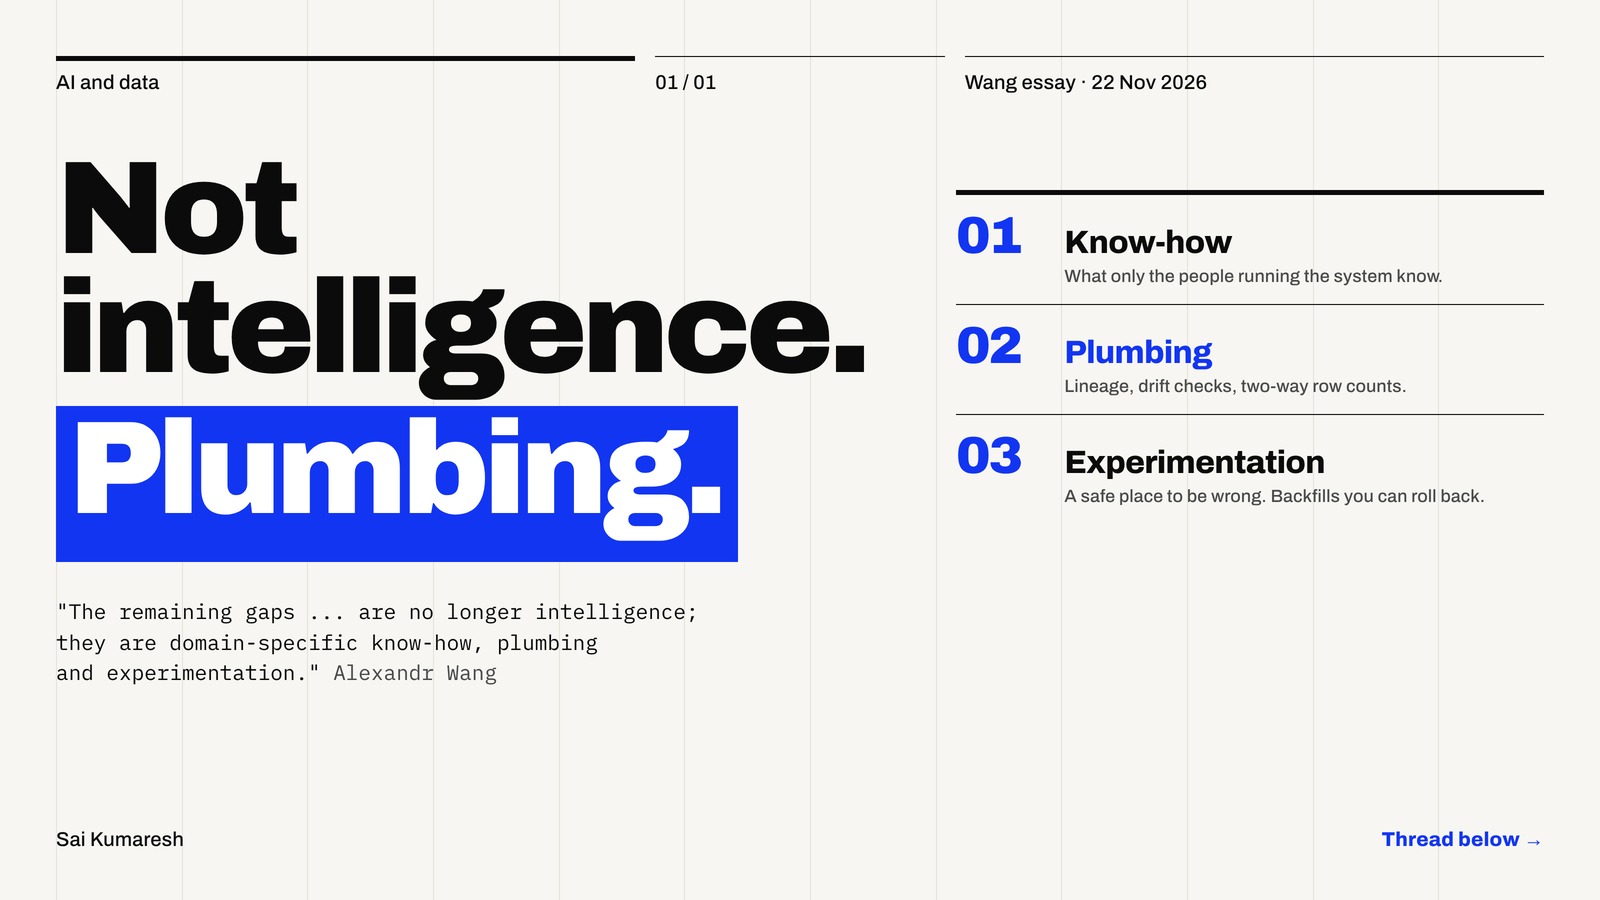 AI and data
01 / 01
Wang essay · 22 Nov 2026
Not
intelligence.
Plumbing.
"The remaining gaps ... are no longer intelligence;
they are domain-specific know-how, plumbing
and experimentation." Alexandr Wang
01 Know-how
What only the people running the system know.
02 Plumbing
Lineage, drift checks, two-way row counts.
03 Experimentation
A safe place to be wrong. Backfills you can roll back.
Sai Kumaresh
Thread below →